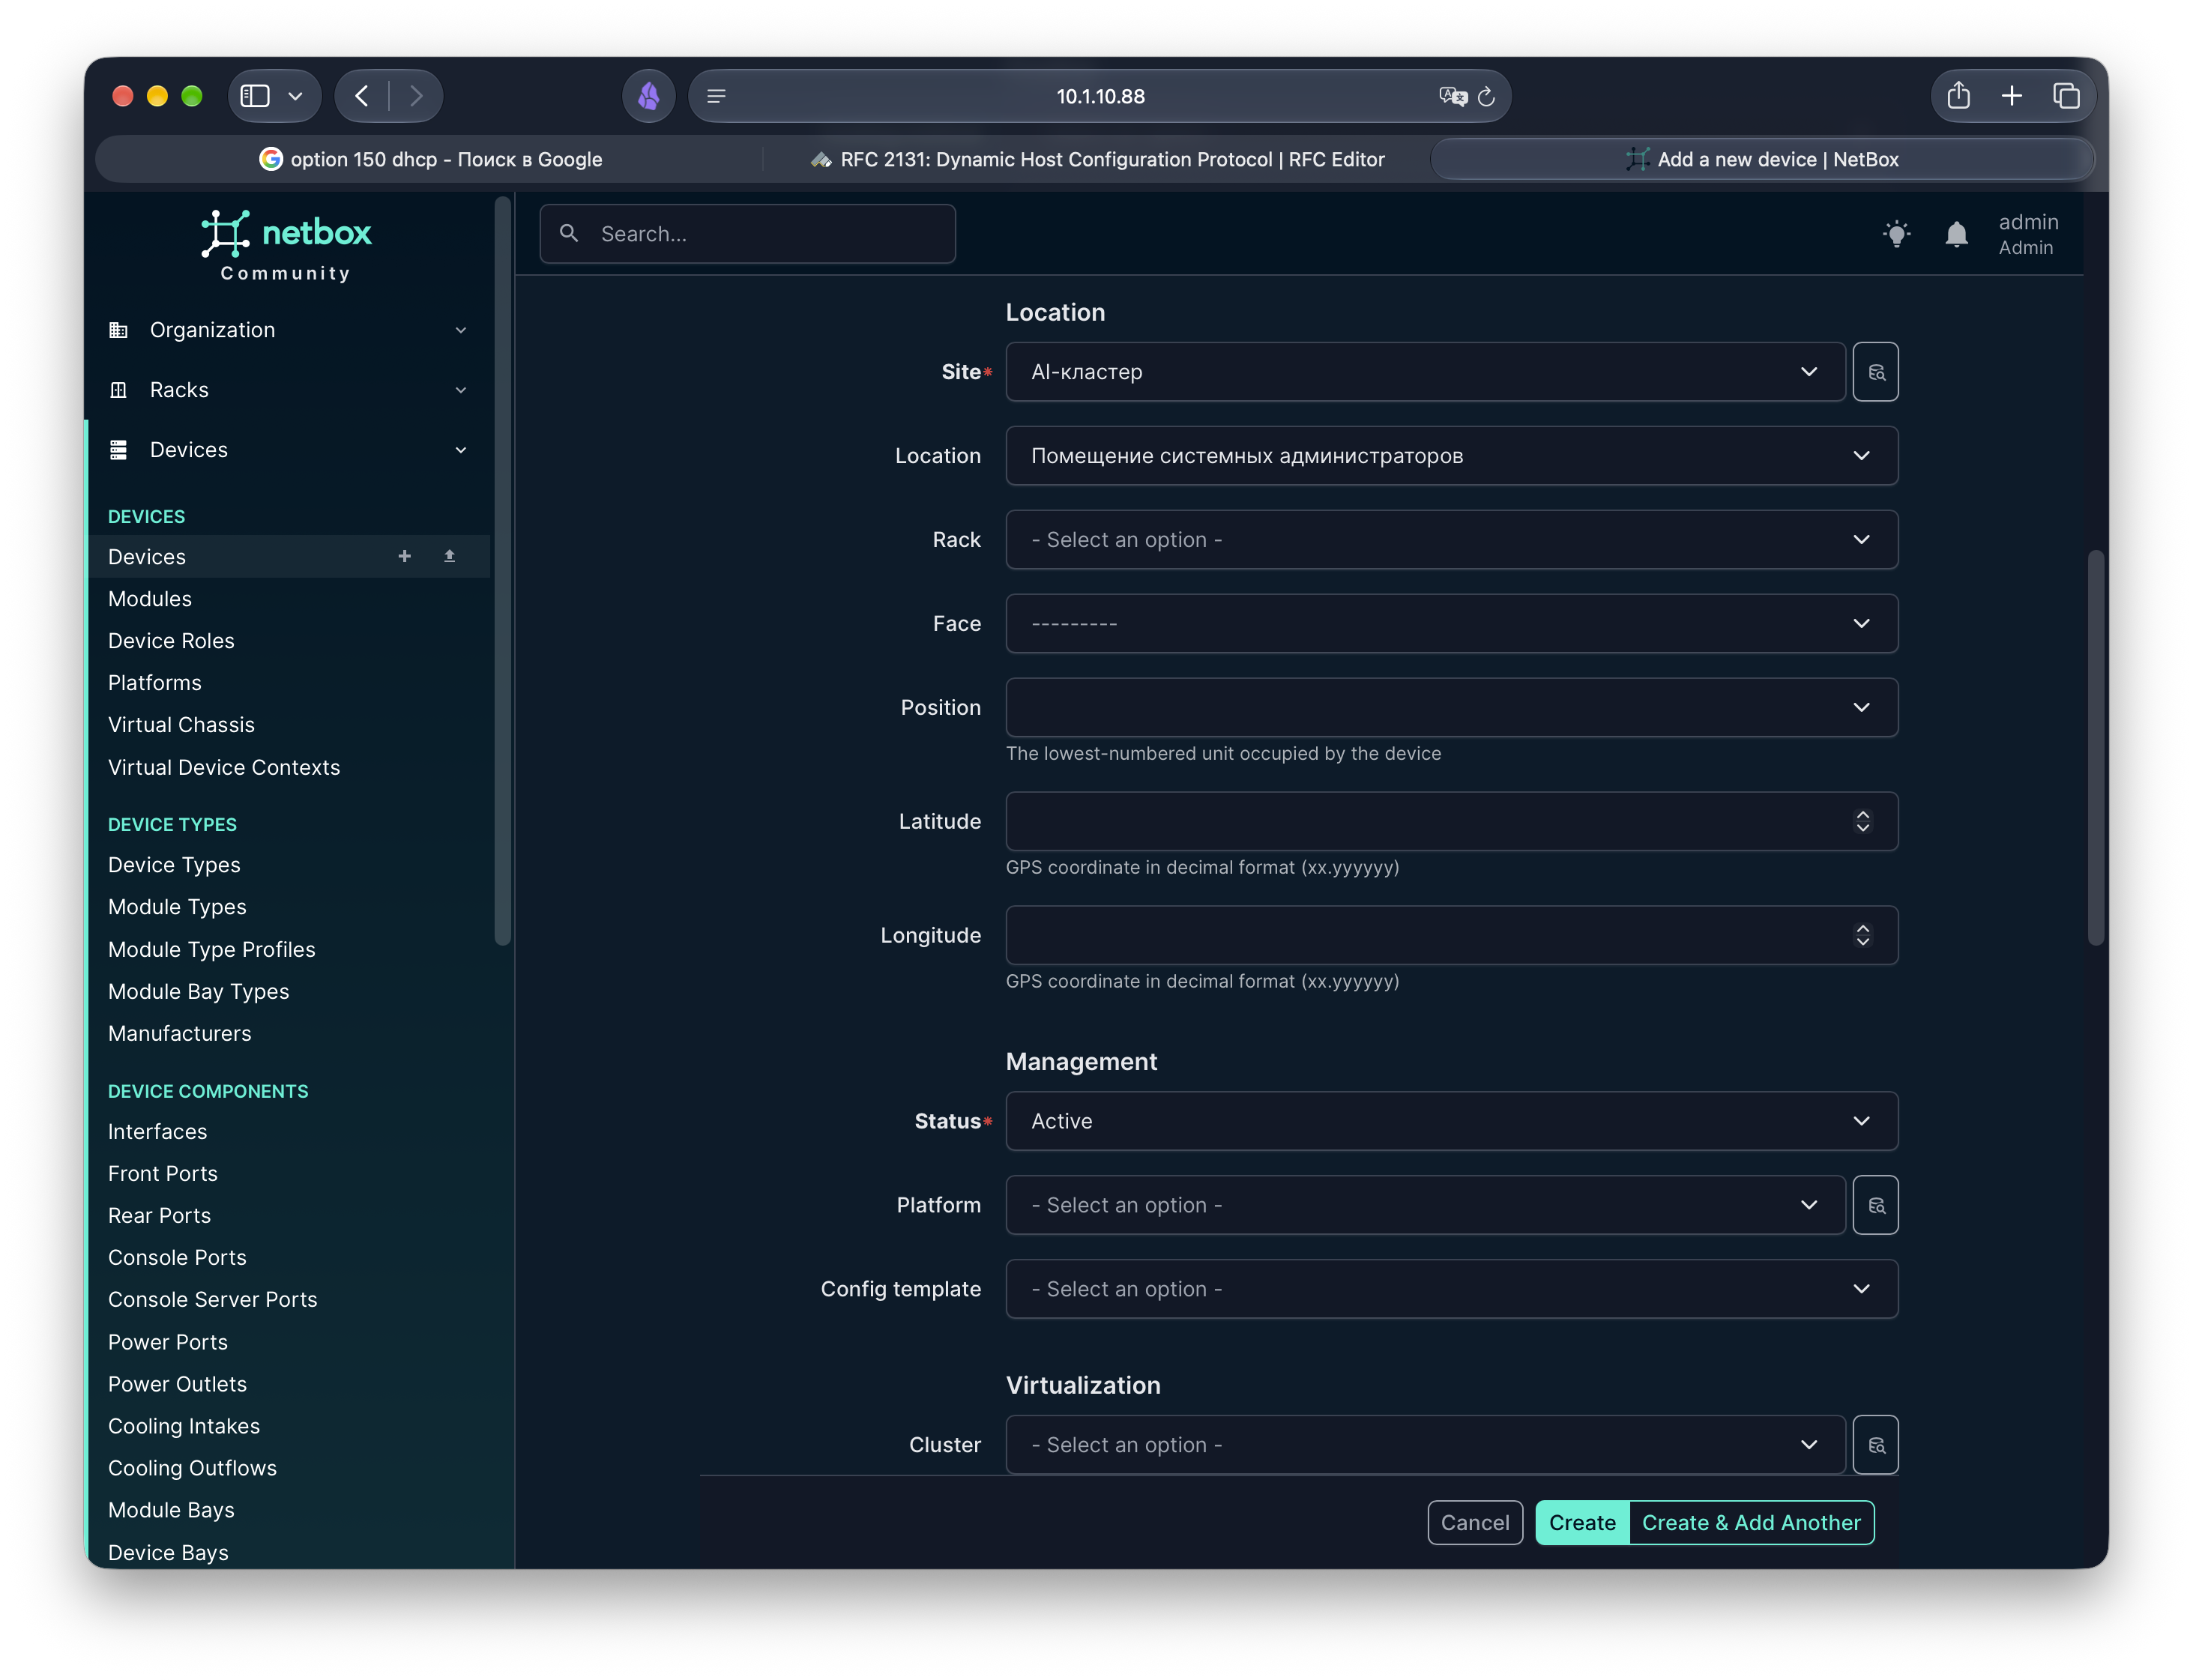 10.1.10.88
option 150 dhcp - Поиск в Google
RFC 2131: Dynamic Host Configuration Protocol | RFC Editor
Add a new device | NetBox
netbox
Community
Search...
admin
Admin
Organization
Racks
Devices
DEVICES
Devices
Modules
Device Roles
Platforms
Virtual Chassis
Virtual Device Contexts
DEVICE TYPES
Device Types
Module Types
Module Type Profiles
Module Bay Types
Manufacturers
DEVICE COMPONENTS
Interfaces
Front Ports
Rear Ports
Console Ports
Console Server Ports
Power Ports
Power Outlets
Cooling Intakes
Cooling Outflows
Module Bays
Device Bays
Location
Site* AI-кластер
Location Помещение системных администраторов
Rack - Select an option -
Face ---------
Position
The lowest-numbered unit occupied by the device
Latitude
GPS coordinate in decimal format (xx.yyyyyy)
Longitude
GPS coordinate in decimal format (xx.yyyyyy)
Management
Status* Active
Platform - Select an option -
Config template - Select an option -
Virtualization
Cluster - Select an option -
Cancel Create Create & Add Another